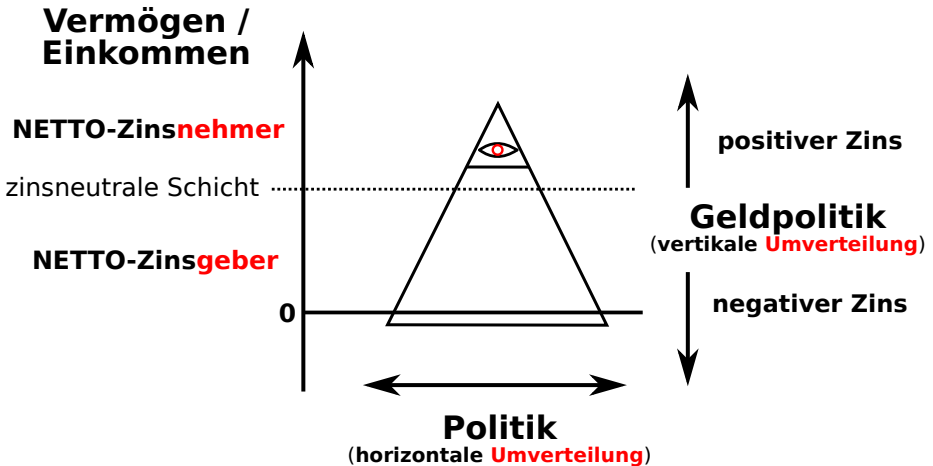 Vermögen /
Einkommen
NETTO-Zinsnehmer
zinsneutrale Schicht
NETTO-Zinsgeber
0
positiver Zins
Geldpolitik
(vertikale Umverteilung)
negativer Zins
Politik
(horizontale Umverteilung)